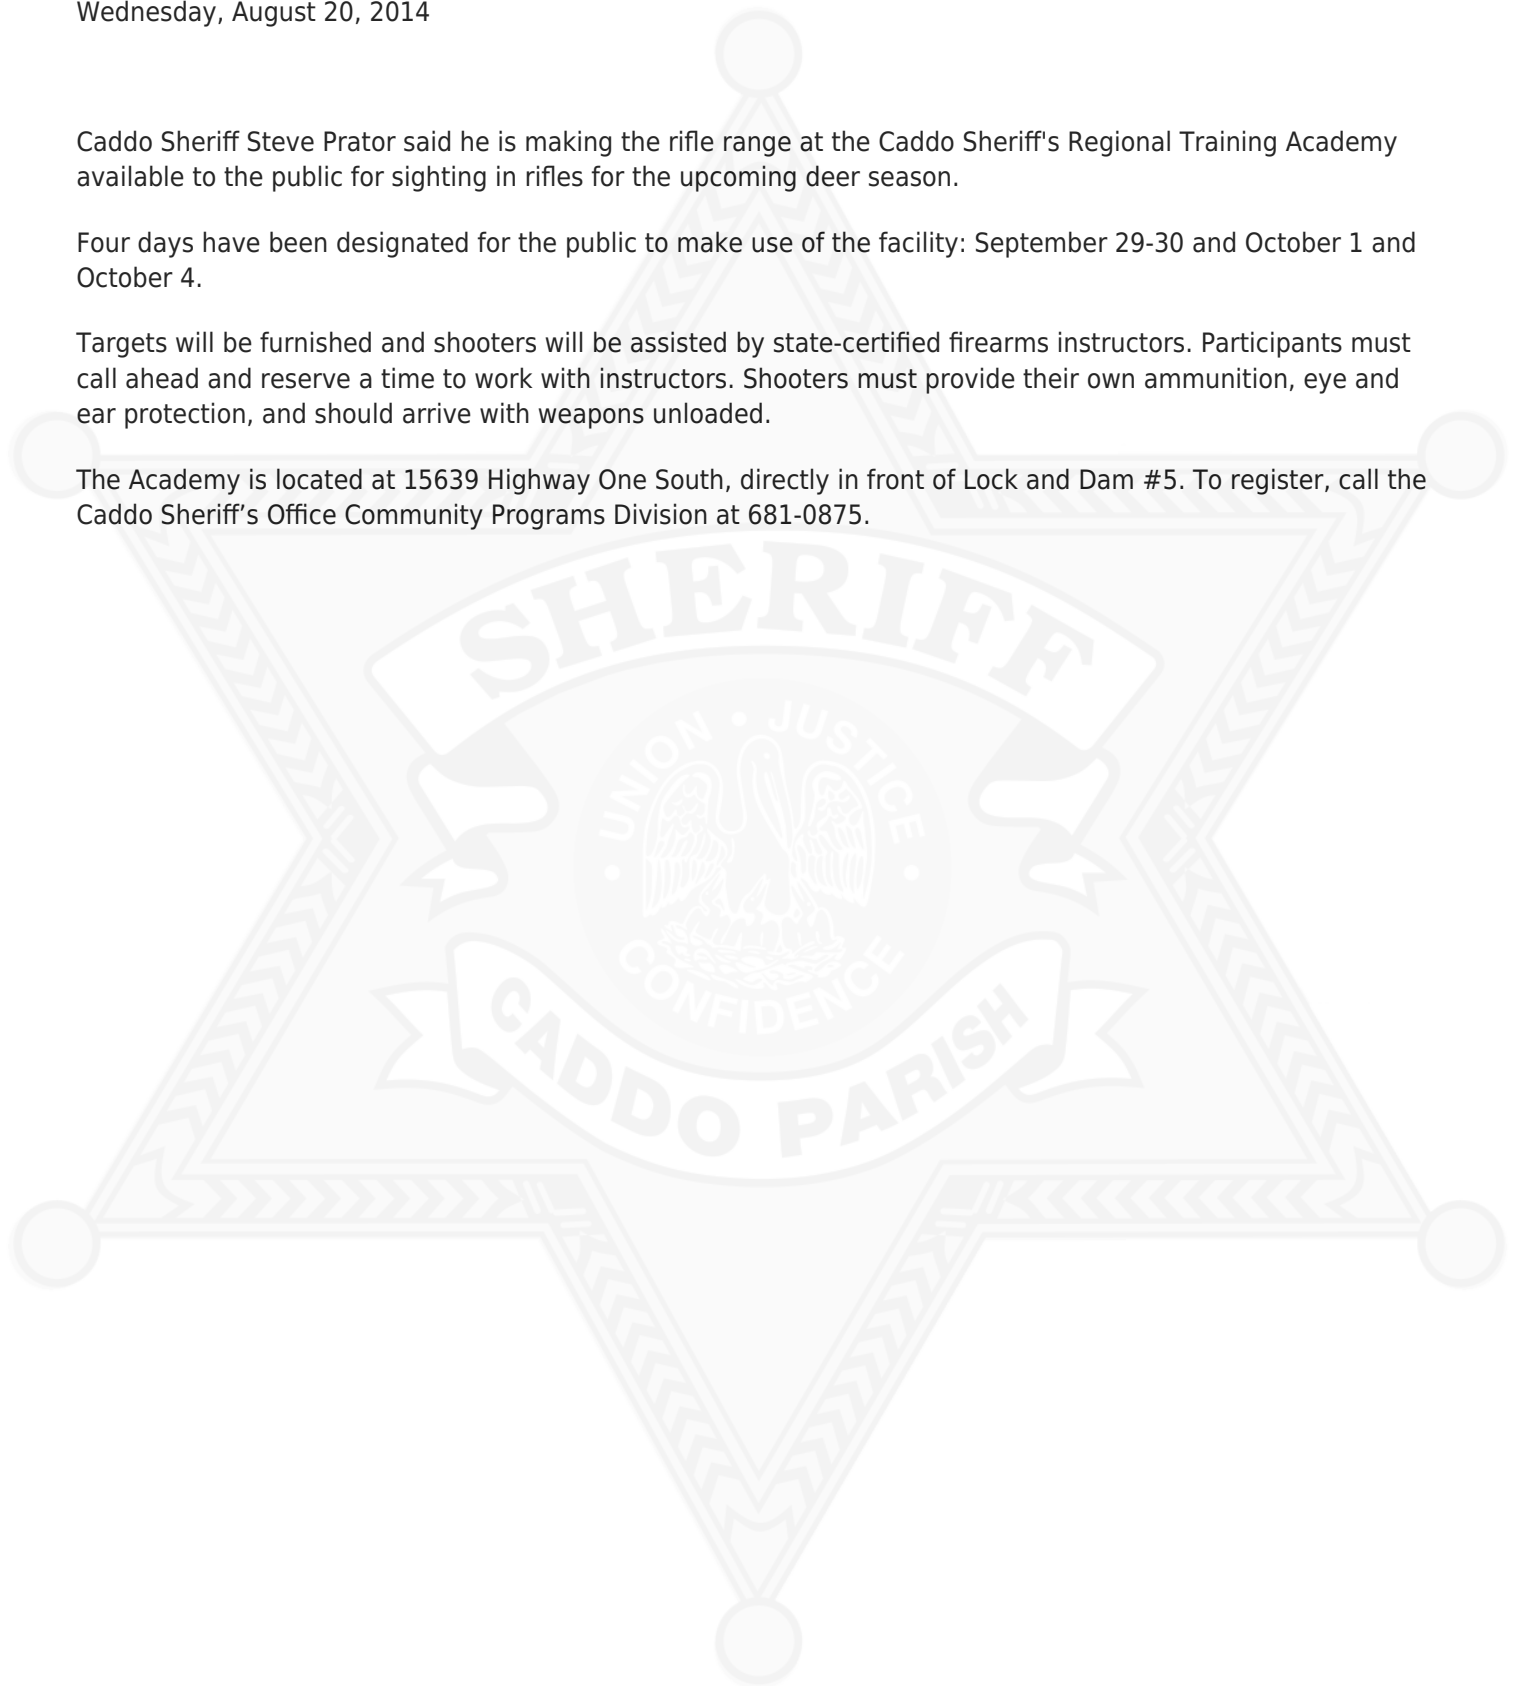 Wednesday, August 20, 2014
Caddo Sheriff Steve Prator said he is making the rifle range at the Caddo Sheriff's Regional Training Academy
available to the public for sighting in rifles for the upcoming deer season.
Four days have been designated for the public to make use of the facility: September 29-30 and October 1 and
October 4.
Targets will be furnished and shooters will be assisted by state-certified firearms instructors. Participants must
call ahead and reserve a time to work with instructors. Shooters must provide their own ammunition, eye and
ear protection, and should arrive with weapons unloaded.
The Academy is located at 15639 Highway One South, directly in front of Lock and Dam #5. To register, call the
Caddo Sheriff’s Office Community Programs Division at 681-0875.
SHERIFF
UNION • JUSTICE
• CONFIDENCE •
CADDO PARISH